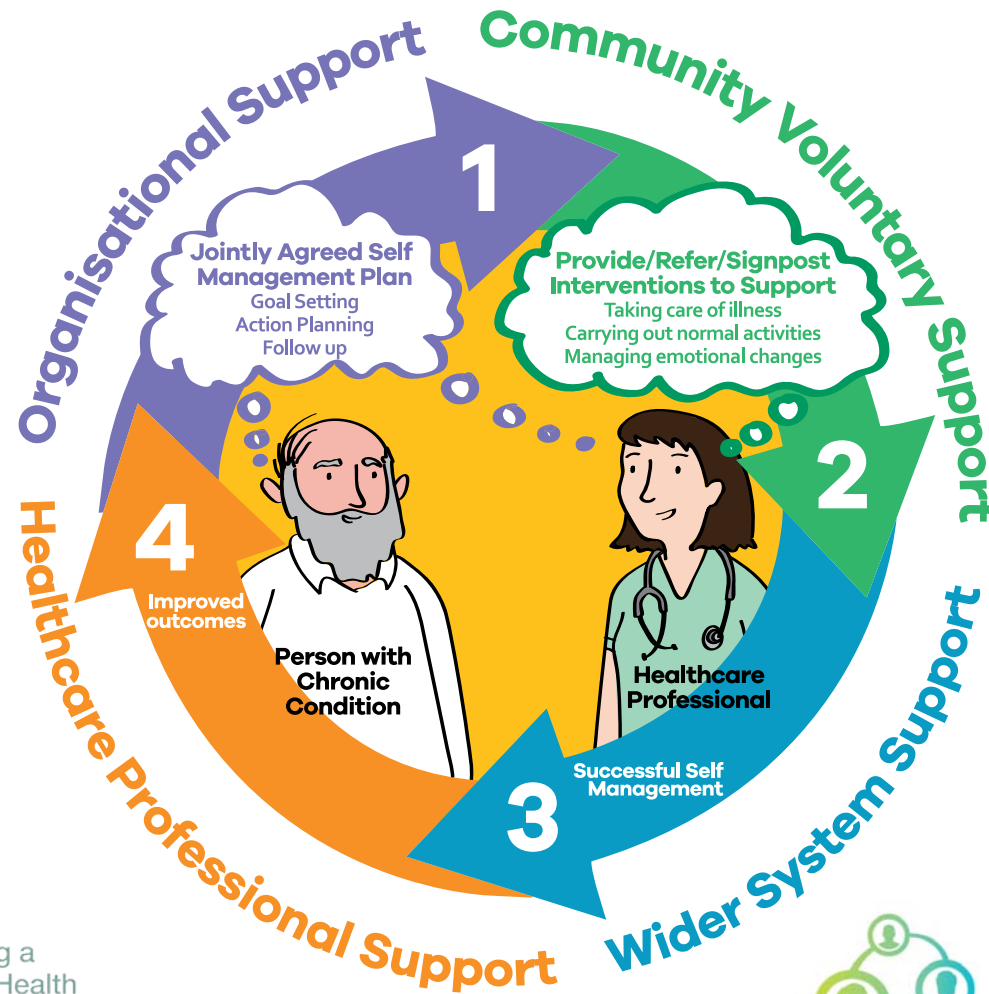 Organisational Support
Community Voluntary Support
1
Jointly Agreed Self
Management Plan
Goal Setting
Action Planning
Follow up
Provide/Refer/Signpost
Interventions to Support
Taking care of illness
Carrying out normal activities
Managing emotional changes
2
4
Improved
outcomes
Person with
Chronic
Condition
Healthcare
Professional
Successful Self
Management
3
Healthcare Professional Support
Wider System Support
a
Health